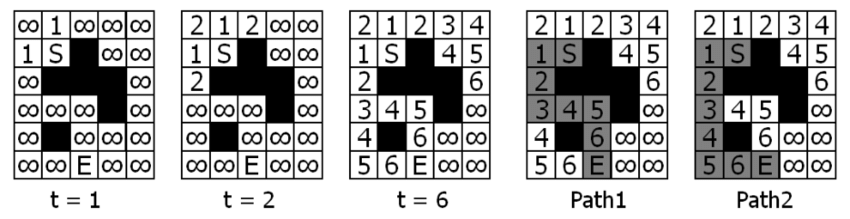 ∞ 1 ∞ ∞ ∞ 2 1 2 ∞ ∞ 2 1 2 3 4 2 1 2 3 4 2 1 2 3 4
1 S ∞ ∞ 1 S ∞ ∞ 1 S 4 5 1 S 4 5 1 S 4 5
∞ ∞ 2 ∞ 2 6 2 6 2 6
∞ ∞ ∞ ∞ ∞ ∞ ∞ ∞ 3 4 5 ∞ 3 4 5 ∞ 3 4 5 ∞
∞ ∞ ∞ ∞ ∞ ∞ ∞ ∞ 4 6 ∞ ∞ 4 6 ∞ ∞ 4 6 ∞ ∞
∞ ∞ E ∞ ∞ ∞ ∞ E ∞ ∞ 5 6 E ∞ ∞ 5 6 E ∞ ∞ 5 6 E ∞ ∞
t = 1 t = 2 t = 6 Path1 Path2